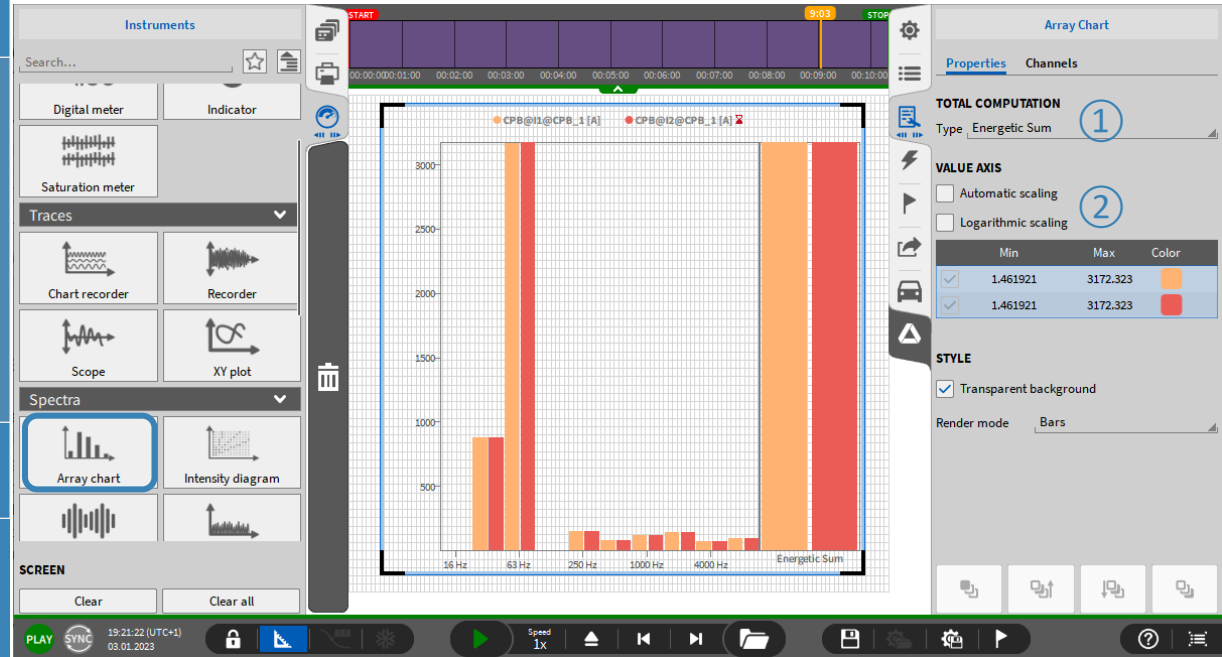 Instruments
Search...
Digital meter
Indicator
Saturation meter
Traces
Chart recorder
Recorder
Scope
XY plot
Spectra
Array chart
Intensity diagram
SCREEN
Clear
Clear all
START
9:03
STOP
00:00:00
00:01:00
00:02:00
00:03:00
00:04:00
00:05:00
00:06:00
00:07:00
00:08:00
00:09:00
00:10:00
CPB@I1@CPB_1 [A]
CPB@I2@CPB_1 [A]
3000
2500
2000
1500
1000
500
16 Hz
63 Hz
250 Hz
1000 Hz
4000 Hz
Energetic Sum
Array Chart
Properties
Channels
TOTAL COMPUTATION
Type Energetic Sum
1
VALUE AXIS
Automatic scaling
2
Logarithmic scaling
Min Max Color
1.461921 3172.323
1.461921 3172.323
STYLE
Transparent background
Render mode Bars
PLAY
SYNC
19:21:22 (UTC+1)
03.01.2023
Speed
1x
?